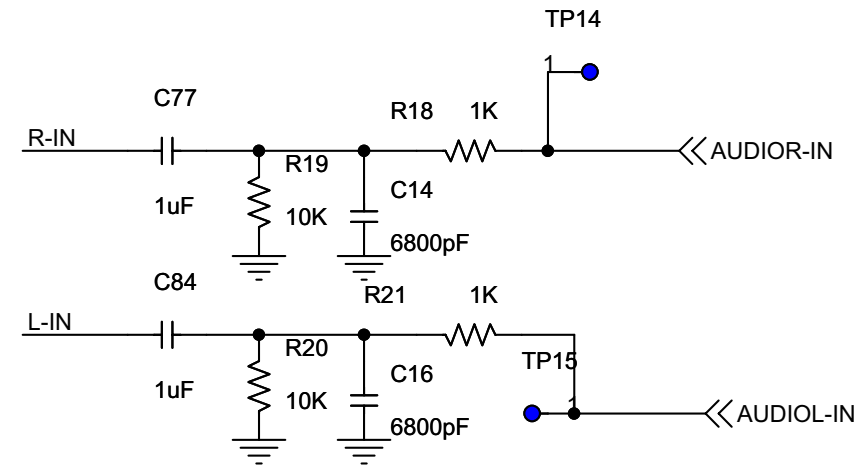 TP14
1
C77
R18 1K
R-IN
AUDIOR-IN
R19
C14
1uF
10K
6800pF
C84
R21 1K
L-IN
R20
TP15
C16
1uF
10K
1
AUDIOL-IN
6800pF